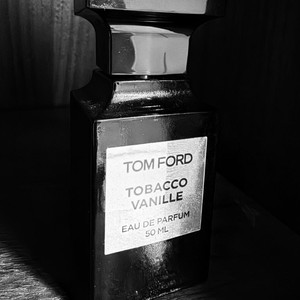 TOM FORD
TOBACCO
VANILLE
EAU DE PARFUM
50 ML